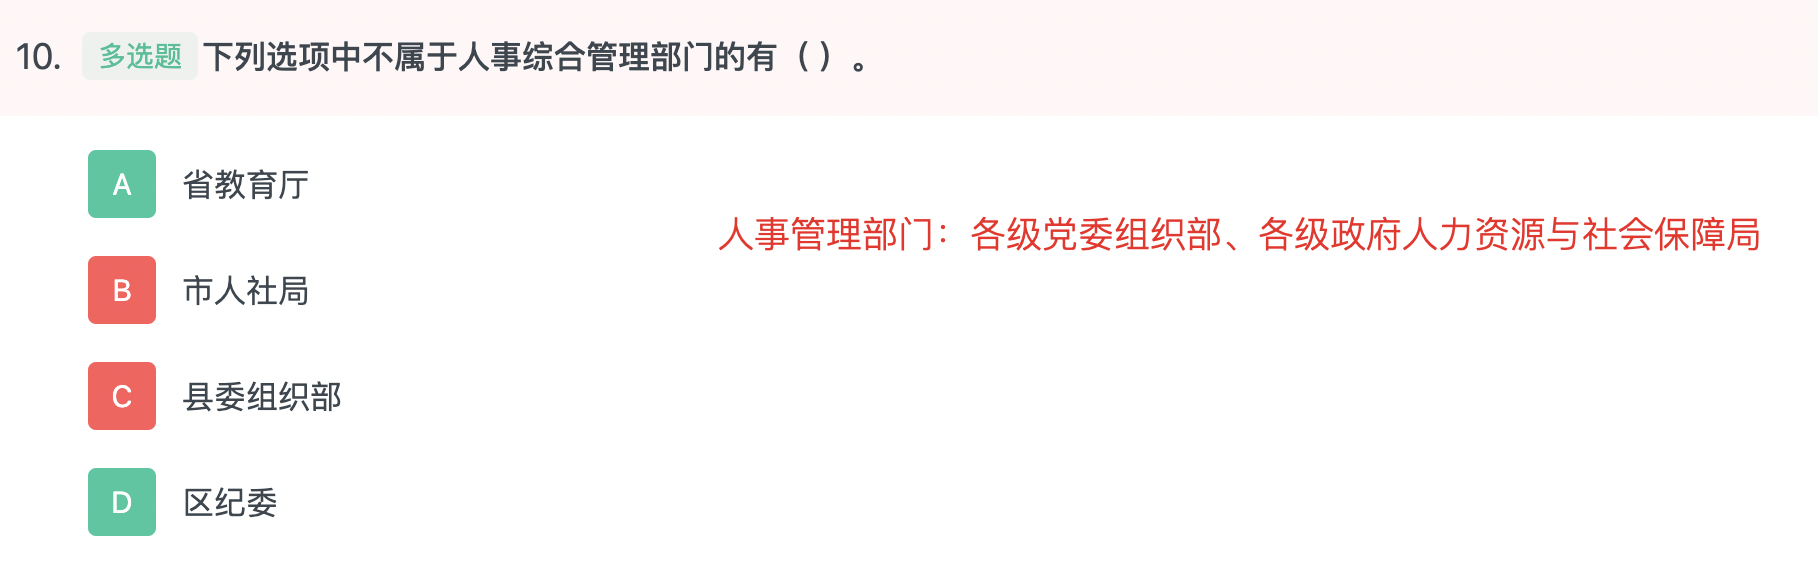 10. 多选题 下列选项中不属于人事综合管理部门的有（）。
A 省教育厅
人事管理部门：各级党委组织部、各级政府人力资源与社会保障局
B 市人社局
C 县委组织部
D 区纪委